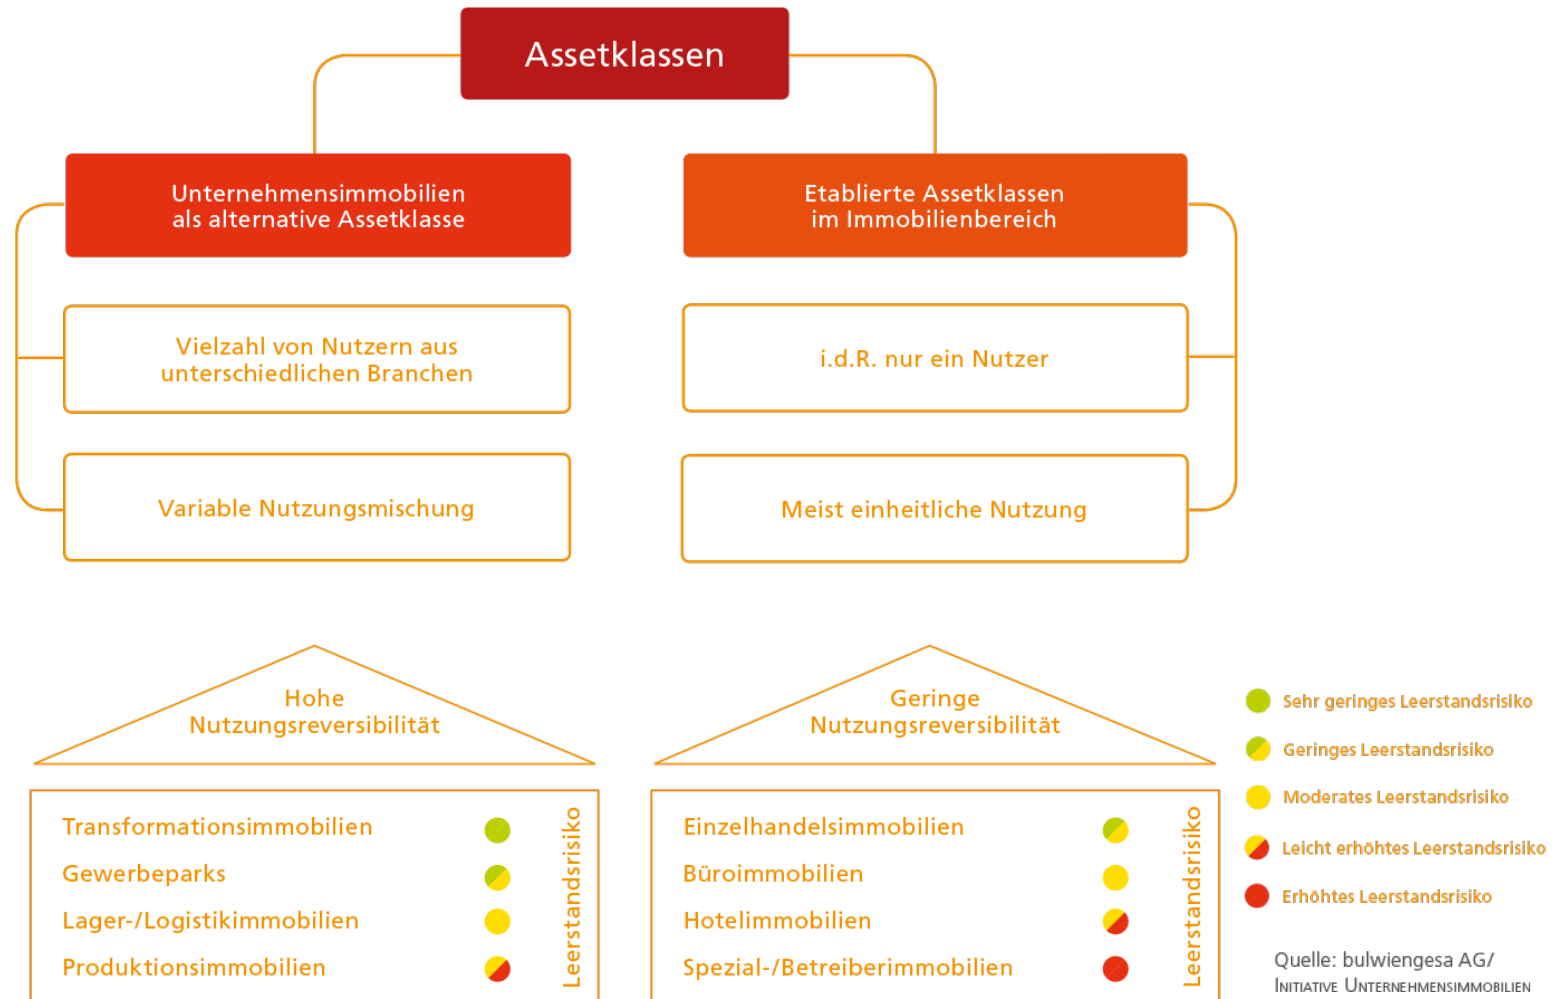 Assetklassen
Unternehmensimmobilien
als alternative Assetklasse
Etablierte Assetklassen
im Immobilienbereich
Vielzahl von Nutzern aus
unterschiedlichen Branchen
i.d.R. nur ein Nutzer
Variable Nutzungsmischung
Meist einheitliche Nutzung
Hohe
Nutzungsreversibilität
Transformationsimmobilien
Gewerbeparks
Lager-/Logistikimmobilien
Produktionsimmobilien
Leerstandsrisiko
Geringe
Nutzungsreversibilität
Einzelhandelsimmobilien
Büroimmobilien
Hotelimmobilien
Spezial-/Betreiberimmobilien
Leerstandsrisiko
Sehr geringes Leerstandsrisiko
Geringes Leerstandsrisiko
Moderates Leerstandsrisiko
Leicht erhöhtes Leerstandsrisiko
Erhöhtes Leerstandsrisiko
Quelle: bulwiengesa AG/
INITIATIVE UNTERNEHMENSIMMOBILIEN